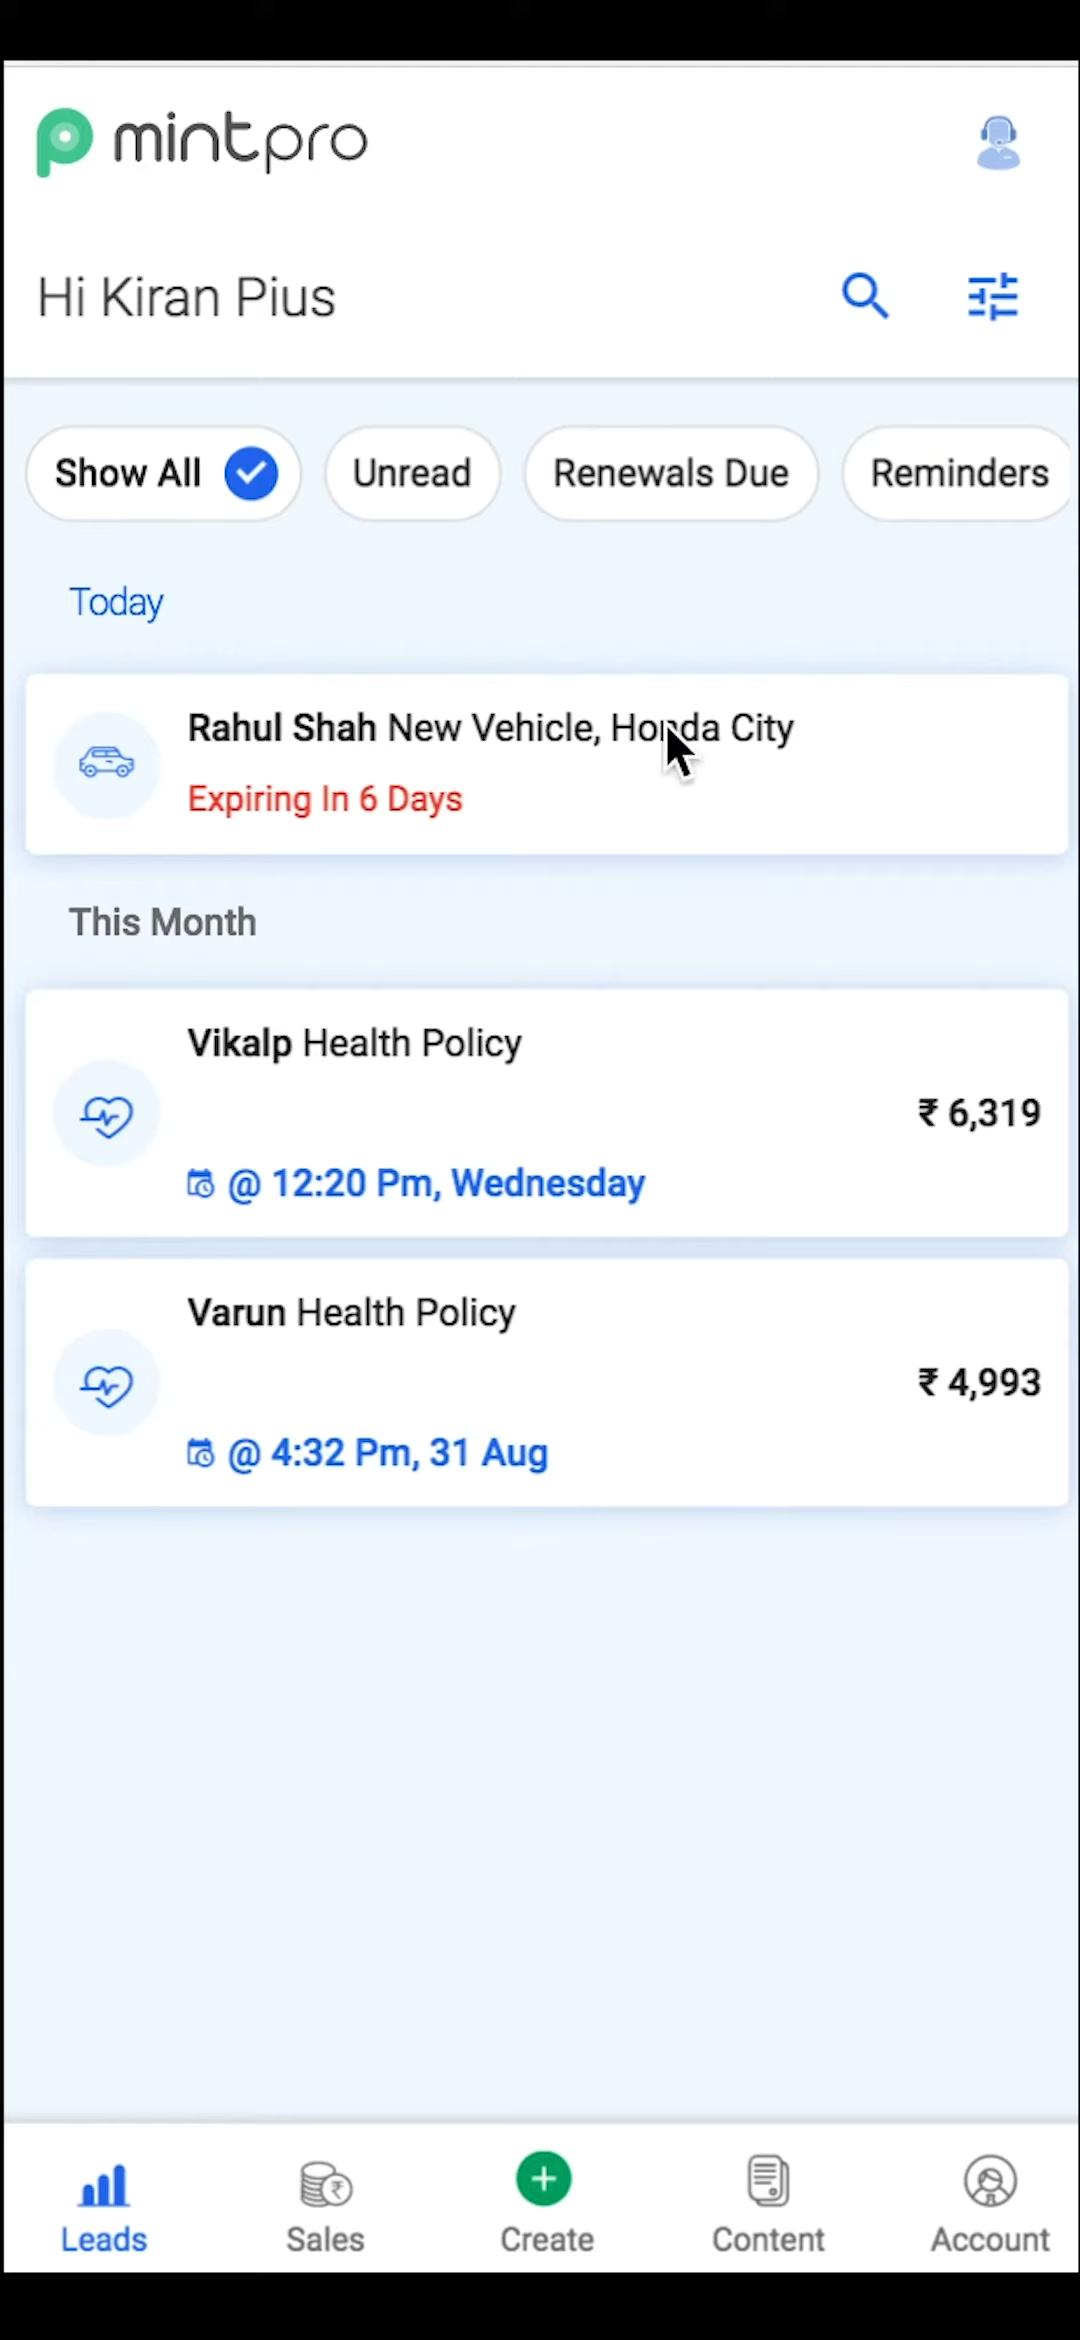 mintpro
Hi Kiran Pius
Show All
Unread
Renewals Due
Reminders
Today
Rahul Shah New Vehicle, Honda City
Expiring In 6 Days
This Month
Vikalp Health Policy
₹ 6,319
@ 12:20 Pm, Wednesday
Varun Health Policy
₹ 4,993
@ 4:32 Pm, 31 Aug
Leads
Sales
Create
Content
Account